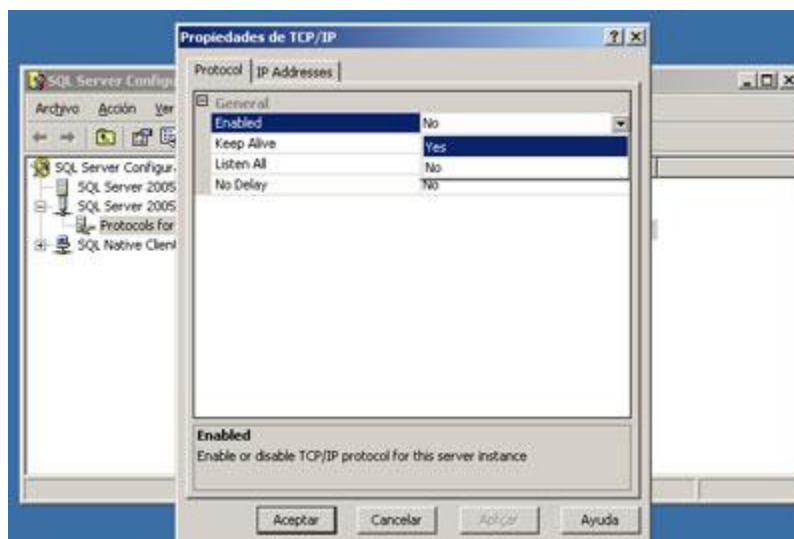 Propiedades de TCP/IP
Protocol
IP Addresses
General
Enabled No
Keep Alive Yes
Listen All No
No Delay No
Enabled
Enable or disable TCP/IP protocol for this server instance
Aceptar
Cancelar
Aplicar
Ayuda
SQL Server Configu
Archivo Acción Ver
SQL Server Configur
SQL Server 2005
SQL Server 2005
Protocols for
SQL Native Client